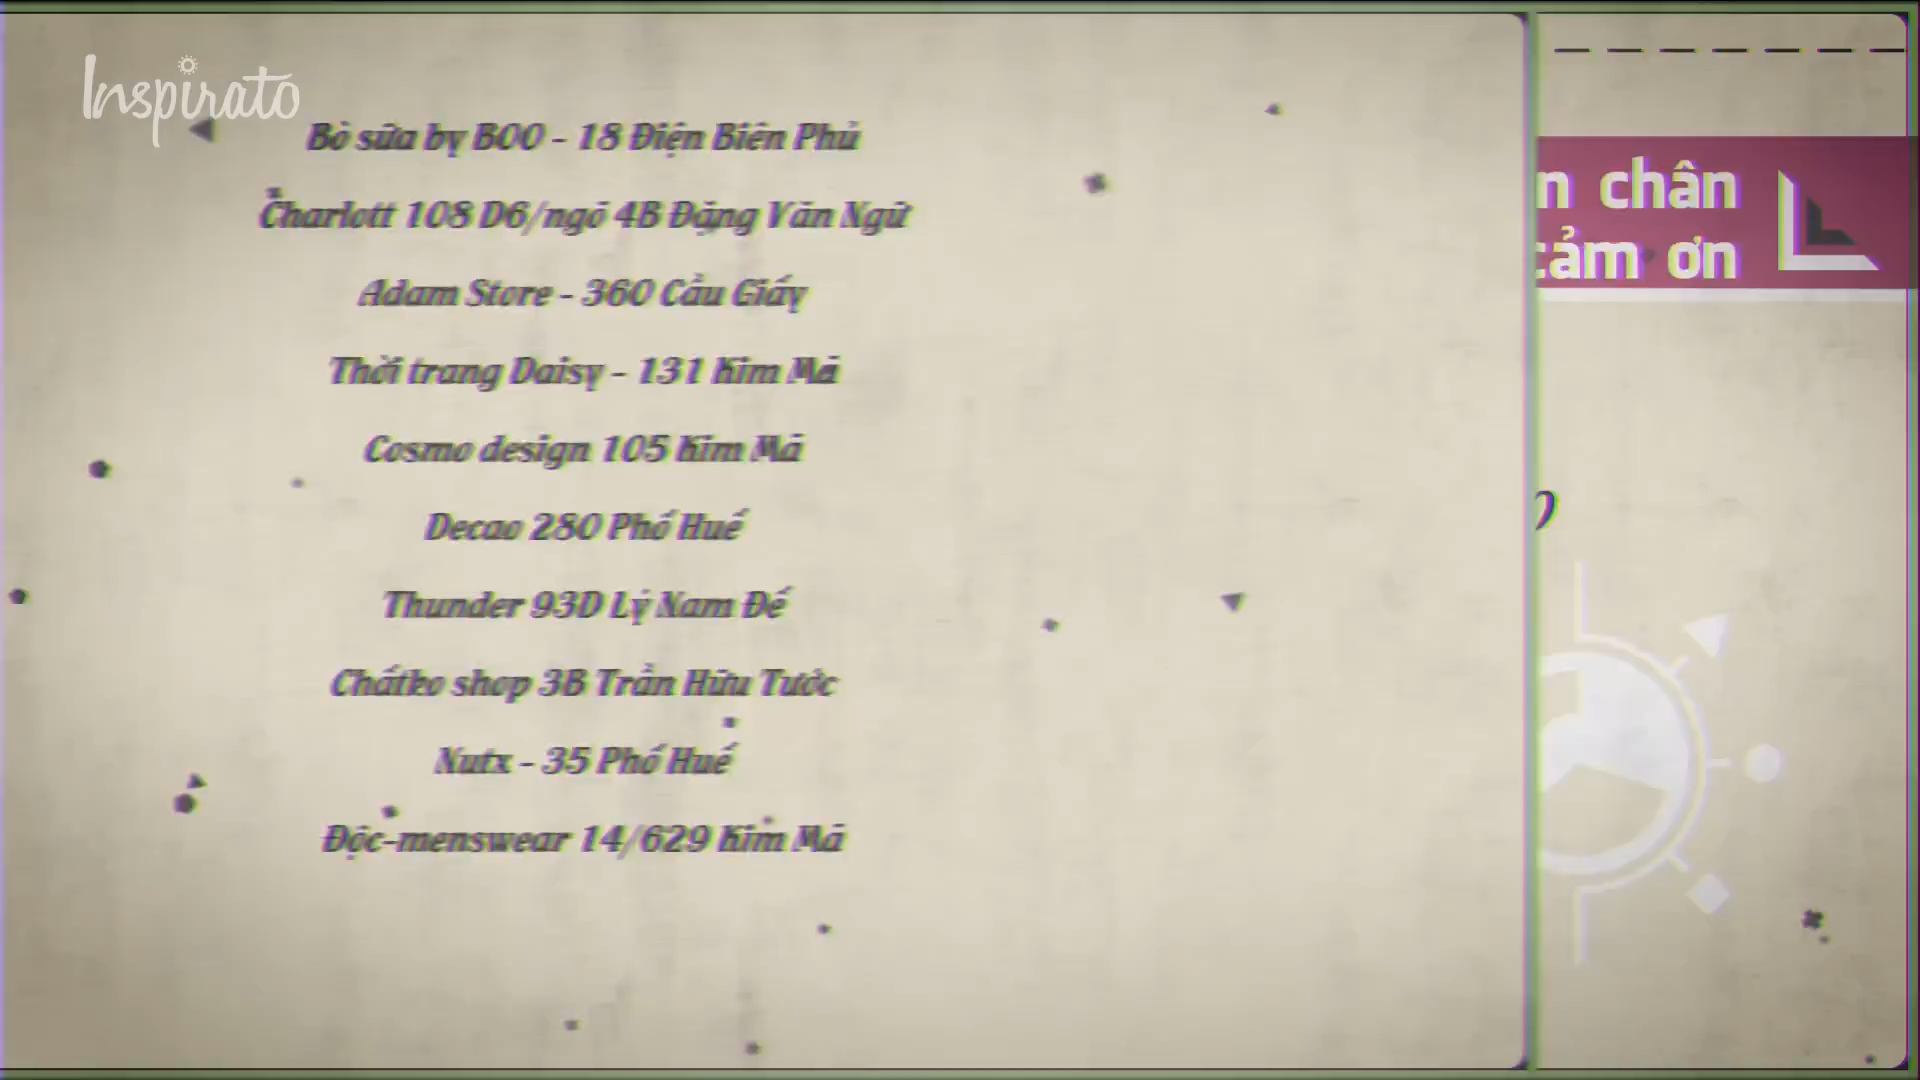 Inspirato
Bò sữa by BOO - 18 Điện Biên Phủ
Charlott 108 D6/ngõ 4B Đặng Văn Ngữ
Adam Store - 360 Cầu Giấy
Thời trang Daisy - 131 Kim Mã
Cosmo design 105 Kim Mã
Decao 280 Phố Huế
Thunder 93D Lý Nam Đế
Chátko shop 3B Trần Hữu Tước
Nutx - 35 Phố Huế
Độc-menswear 14/629 Kim Mã
n chân
cảm ơn